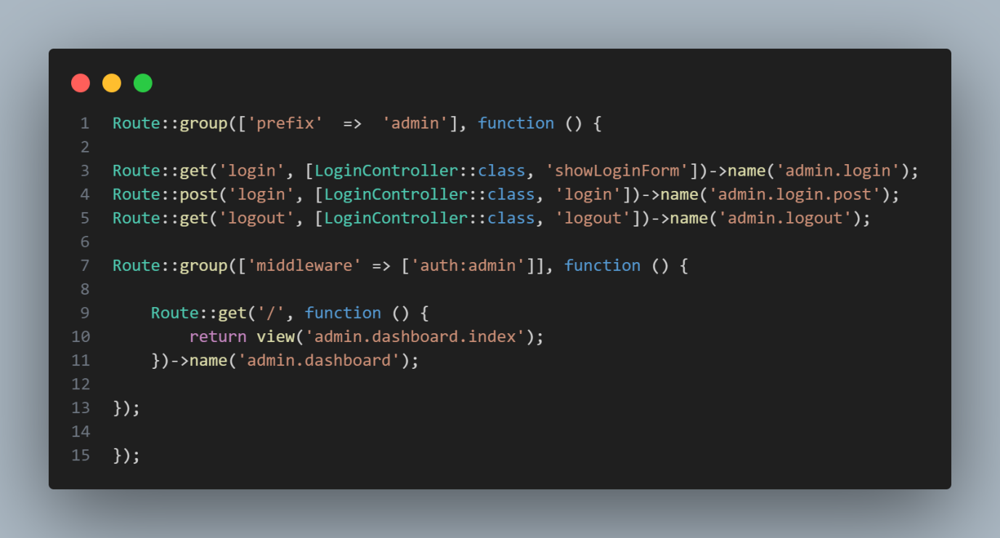 1 Route::group(['prefix'  =>  'admin'], function () {
2
3 Route::get('login', [LoginController::class, 'showLoginForm'])->name('admin.login');
4 Route::post('login', [LoginController::class, 'login'])->name('admin.login.post');
5 Route::get('logout', [LoginController::class, 'logout'])->name('admin.logout');
6
7 Route::group(['middleware' => ['auth:admin']], function () {
8
9     Route::get('/', function () {
10         return view('admin.dashboard.index');
11     })->name('admin.dashboard');
12
13 });
14
15 });